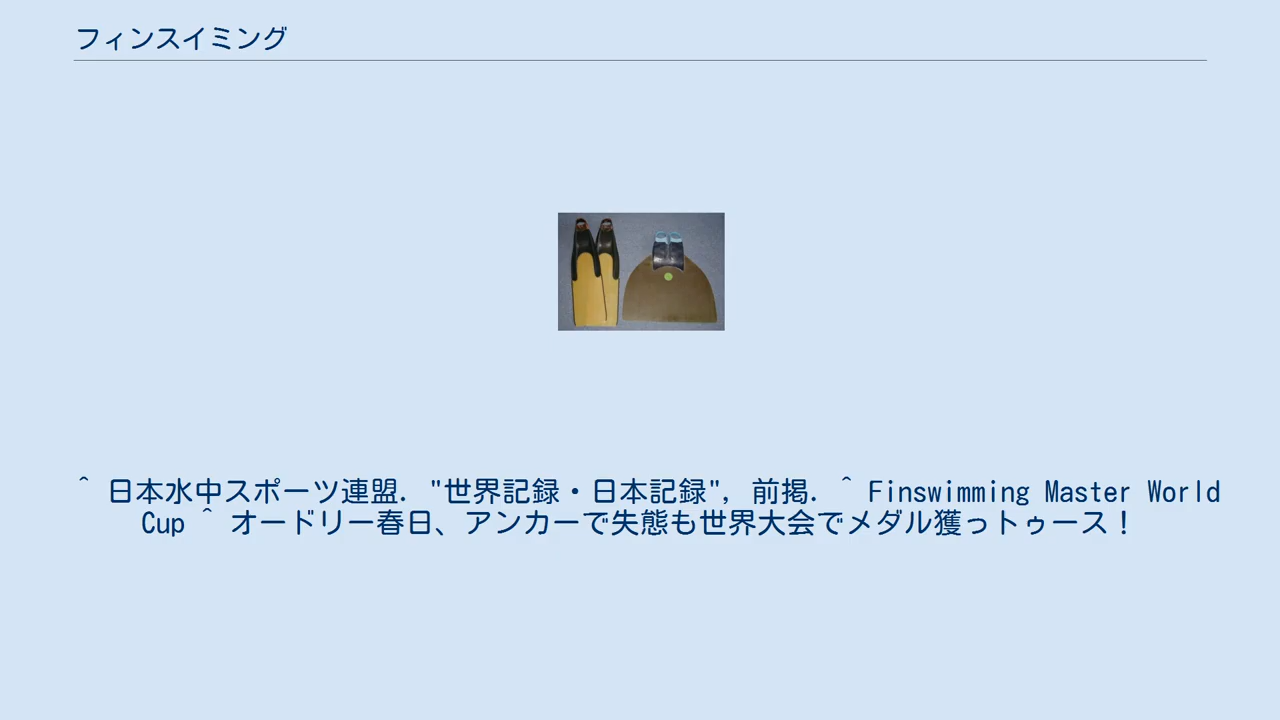 フィンスイミング
^ 日本水中スポーツ連盟. "世界記録・日本記録", 前掲. ^ Finswimming Master World
Cup ^ オードリー春日、アンカーで失態も世界大会でメダル獲っトゥース！